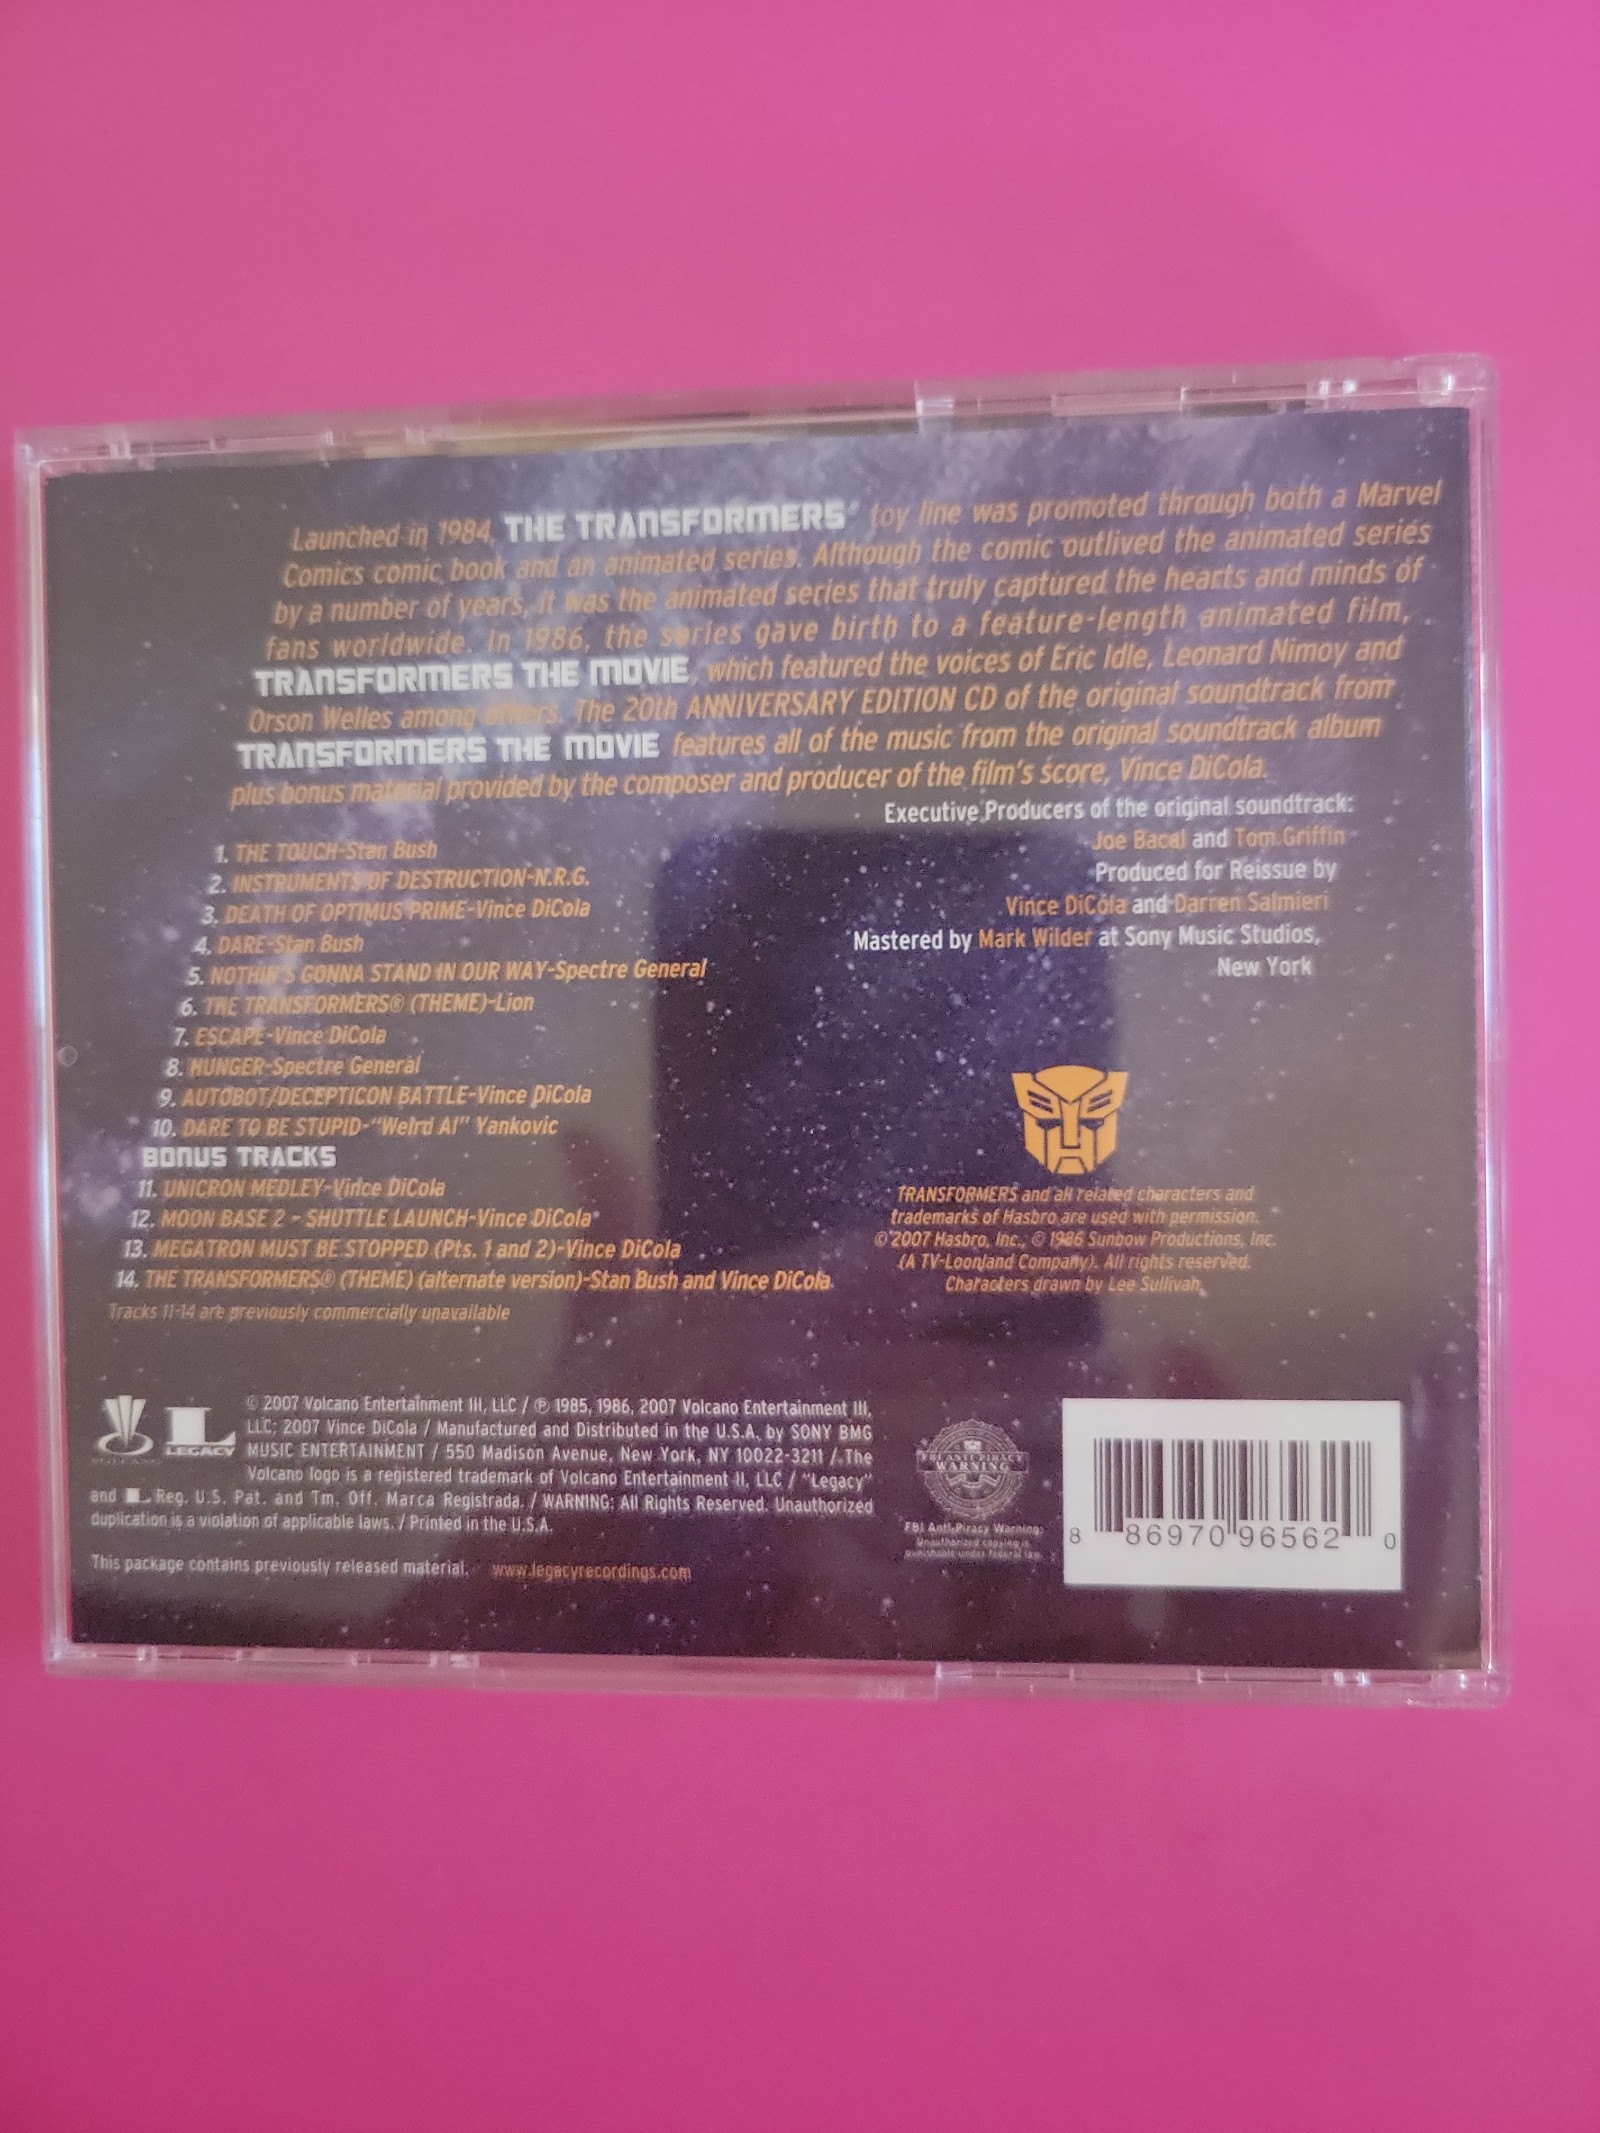 Launched in 1984, THE TRANSFORMERS® toy line was promoted through both a Marvel
Comics comic book and an animated series. Although the comic outlived the animated series
by a number of years, it was the animated series that truly captured the hearts and minds of
fans worldwide. In 1986, the series gave birth to a feature-length animated film,
TRANSFORMERS THE MOVIE, which featured the voices of Eric Idle, Leonard Nimoy and
Orson Welles among others. The 20th ANNIVERSARY EDITION CD of the original soundtrack from
TRANSFORMERS THE MOVIE features all of the music from the original soundtrack album
plus bonus material provided by the composer and producer of the film's score, Vince DiCola.
Executive Producers of the original soundtrack:
Joe Bacal and Tom Griffin
Produced for Reissue by
Vince DiCola and Darren Salmieri
Mastered by Mark Wilder at Sony Music Studios,
New York
1. THE TOUCH-Stan Bush
2. INSTRUMENTS OF DESTRUCTION-N.R.G.
3. DEATH OF OPTIMUS PRIME-Vince DiCola
4. DARE-Stan Bush
5. NOTHIN'S GONNA STAND IN OUR WAY-Spectre General
6. THE TRANSFORMERS® (THEME)-Lion
7. ESCAPE-Vince DiCola
8. HUNGER-Spectre General
9. AUTOBOT/DECEPTICON BATTLE-Vince DiCola
10. DARE TO BE STUPID-"Weird Al" Yankovic
BONUS TRACKS
11. UNICRON MEDLEY-Vince DiCola
12. MOON BASE 2 - SHUTTLE LAUNCH-Vince DiCola
13. MEGATRON MUST BE STOPPED (Pts. 1 and 2)-Vince DiCola
14. THE TRANSFORMERS® (THEME) (alternate version)-Stan Bush and Vince DiCola
Tracks 11-14 are previously commercially unavailable
TRANSFORMERS and all related characters and
trademarks of Hasbro are used with permission.
© 2007 Hasbro, Inc., © 1986 Sunbow Productions, Inc.
(A TV-Loonland Company). All rights reserved.
Characters drawn by Lee Sullivan.
LEGACY
© 2007 Volcano Entertainment III, LLC / ℗ 1985, 1986, 2007 Volcano Entertainment III,
LLC; 2007 Vince DiCola / Manufactured and Distributed in the U.S.A. by SONY BMG
MUSIC ENTERTAINMENT / 550 Madison Avenue, New York, NY 10022-3211 / The
Volcano logo is a registered trademark of Volcano Entertainment II, LLC / "Legacy"
and L Reg. U.S. Pat. and Tm. Off. Marca Registrada. / WARNING: All Rights Reserved. Unauthorized
duplication is a violation of applicable laws. / Printed in the U.S.A.
This package contains previously released material. www.legacyrecordings.com
FBI ANTI-PIRACY
WARNING
FBI Anti-Piracy Warning:
Unauthorized copying is
punishable under federal law.
8 86970 96562 0